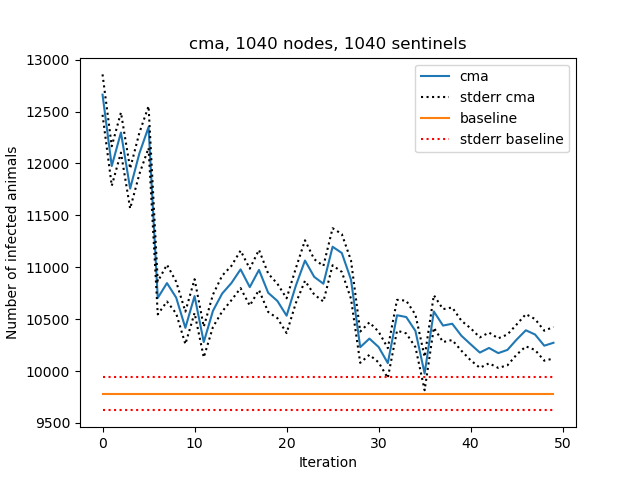 cma, 1040 nodes, 1040 sentinels
13000
12500
12000
11500
11000
10500
10000
9500
Number of infected animals
cma
stderr cma
baseline
stderr baseline
0
10
20
30
40
50
Iteration